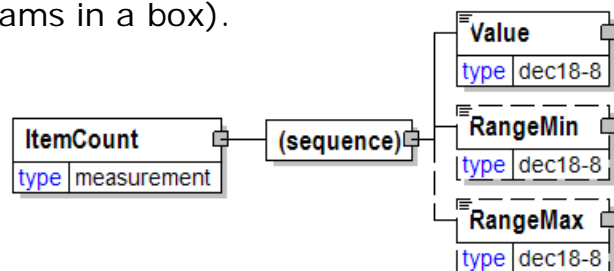 ams in a box).
Value
type dec18-8
ItemCount
type measurement
(sequence)
RangeMin
type dec18-8
RangeMax
type dec18-8